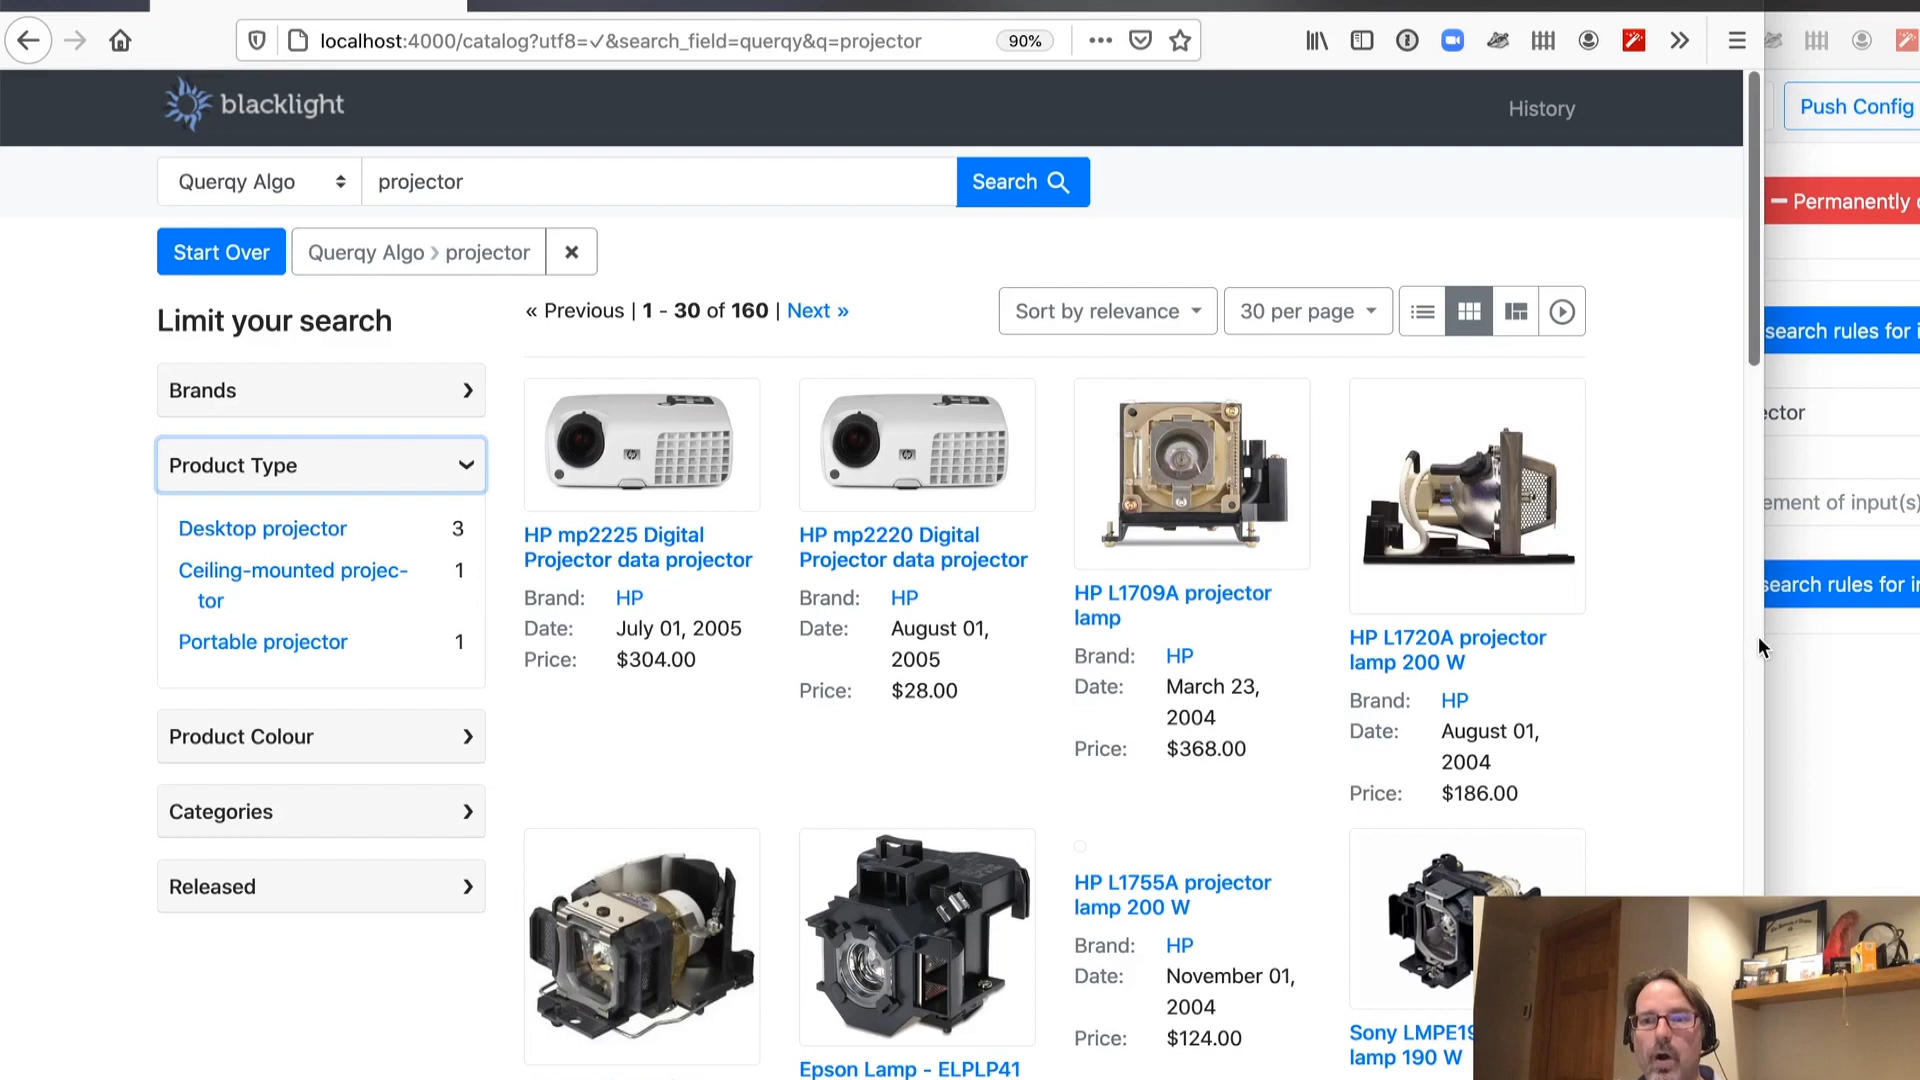 localhost:4000/catalog?utf8=✓&search_field=querqy&q=projector
90%
blacklight
History
Push Config
Querqy Algo
projector
Search
Permanently
Start Over
Querqy Algo › projector
×
Limit your search
« Previous | 1 - 30 of 160 | Next »
Sort by relevance
30 per page
search rules for
Brands
Product Type
Desktop projector 3
Ceiling-mounted projec-
tor
1
Portable projector 1
Product Colour
Categories
Released
HP mp2225 Digital
Projector data projector
Brand: HP
Date: July 01, 2005
Price: $304.00
HP mp2220 Digital
Projector data projector
Brand: HP
Date: August 01,
2005
Price: $28.00
HP L1709A projector
lamp
Brand: HP
Date: March 23,
2004
Price: $368.00
HP L1720A projector
lamp 200 W
Brand: HP
Date: August 01,
2004
Price: $186.00
ector
ement of input(s)
search rules for
Epson Lamp - ELPLP41
HP L1755A projector
lamp 200 W
Brand: HP
Date: November 01,
2004
Price: $124.00
Sony LMPE19
lamp 190 W